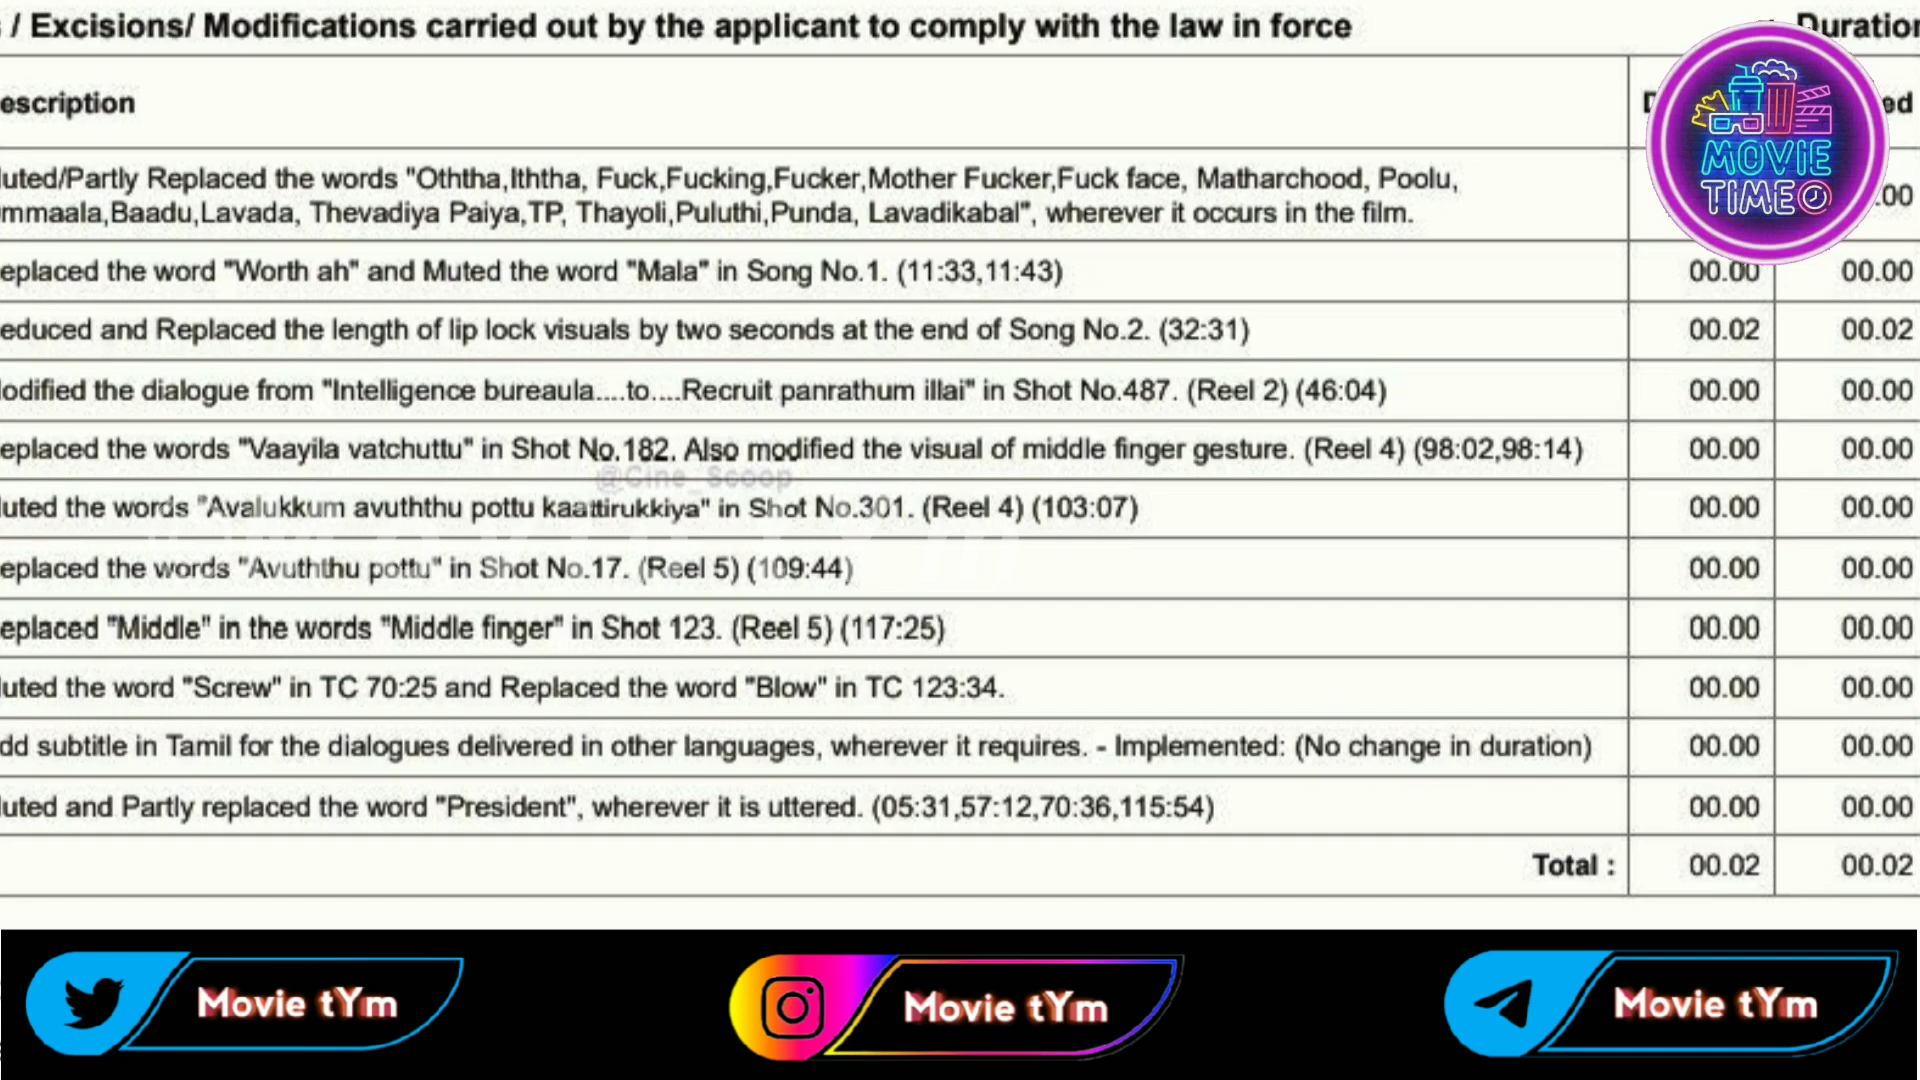 / Excisions/ Modifications carried out by the applicant to comply with the law in force Duration
escription ed
uted/Partly Replaced the words "Oththa,Iththa, Fuck,Fucking,Fucker,Mother Fucker,Fuck face, Matharchood, Poolu,
mmaala,Baadu,Lavada, Thevadiya Paiya,TP, Thayoli,Puluthi,Punda, Lavadikabal", wherever it occurs in the film. .00
eplaced the word "Worth ah" and Muted the word "Mala" in Song No.1. (11:33,11:43) 00.00 00.00
educed and Replaced the length of lip lock visuals by two seconds at the end of Song No.2. (32:31) 00.02 00.02
odified the dialogue from "Intelligence bureaula....to....Recruit panrathum illai" in Shot No.487. (Reel 2) (46:04) 00.00 00.00
eplaced the words "Vaayila vatchuttu" in Shot No.182. Also modified the visual of middle finger gesture. (Reel 4) (98:02,98:14) 00.00 00.00
@Cine_Scoop
uted the words "Avalukkum avuththu pottu kaattirukkiya" in Shot No.301. (Reel 4) (103:07) 00.00 00.00
eplaced the words "Avuththu pottu" in Shot No.17. (Reel 5) (109:44) 00.00 00.00
eplaced "Middle" in the words "Middle finger" in Shot 123. (Reel 5) (117:25) 00.00 00.00
uted the word "Screw" in TC 70:25 and Replaced the word "Blow" in TC 123:34. 00.00 00.00
dd subtitle in Tamil for the dialogues delivered in other languages, wherever it requires. - Implemented: (No change in duration) 00.00 00.00
uted and Partly replaced the word "President", wherever it is uttered. (05:31,57:12,70:36,115:54) 00.00 00.00
Total : 00.02 00.02
MOVIE
TIME
Movie tYm Movie tYm Movie tYm